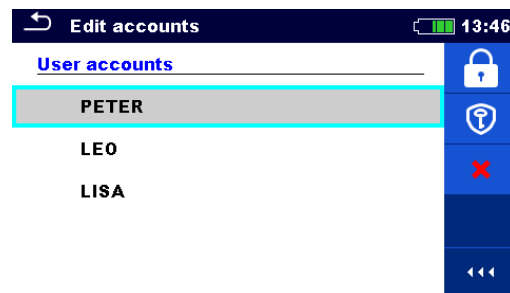 Edit accounts 13:46
User accounts
PETER
LEO
LISA